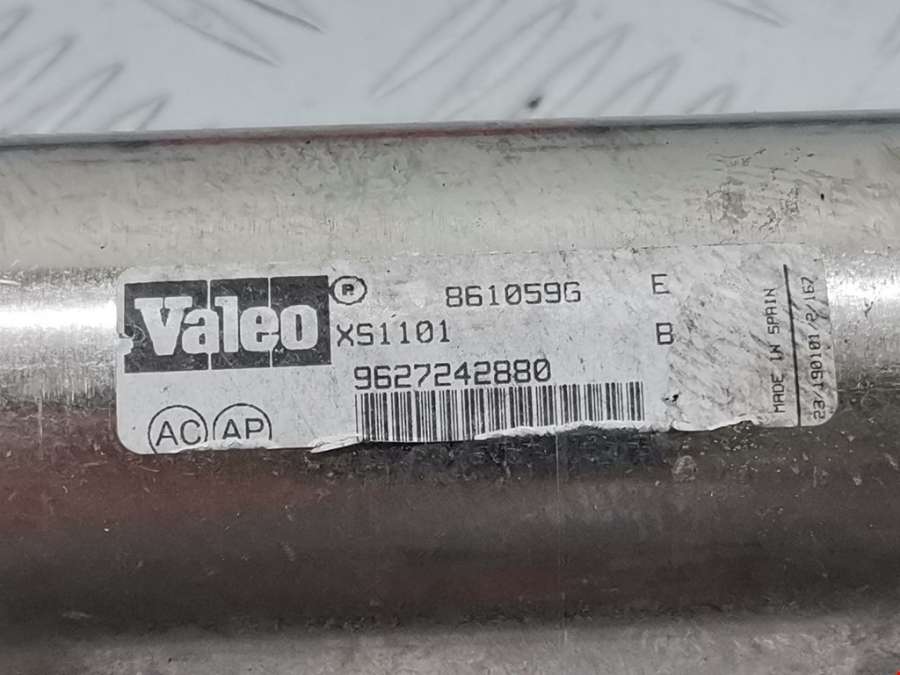 Valeo ® 861059G E
XS1101 B
9627242880
AC AP
MADE IN SPAIN
23/190101/2/167